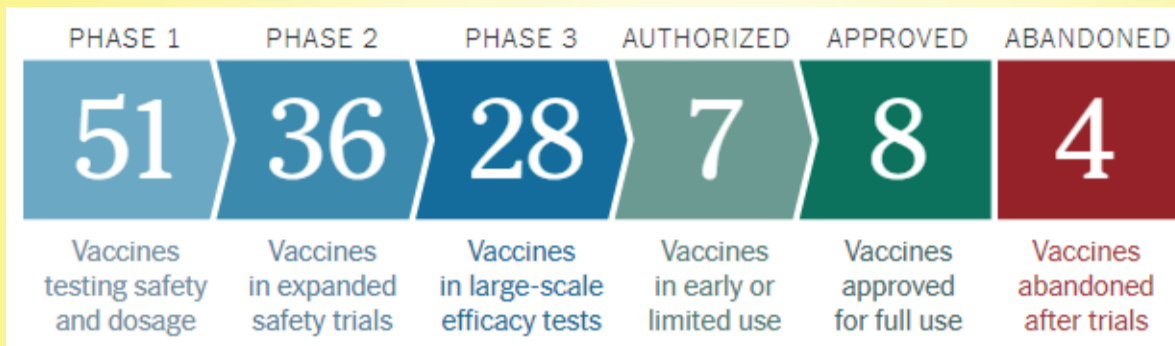 PHASE 1 PHASE 2 PHASE 3 AUTHORIZED APPROVED ABANDONED
51 36 28 7 8 4
Vaccines Vaccines Vaccines Vaccines Vaccines Vaccines
testing safety in expanded in large-scale in early or approved abandoned
and dosage safety trials efficacy tests limited use for full use after trials